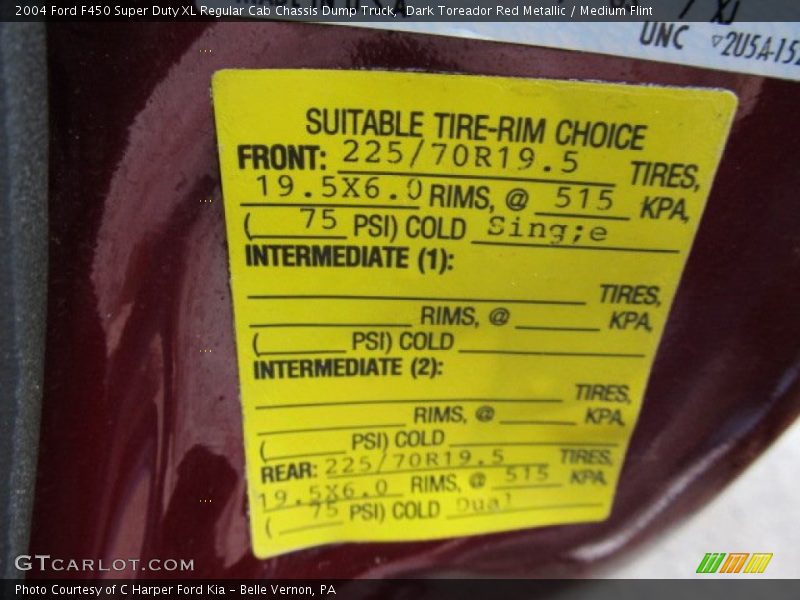 2004 Ford F450 Super Duty XL Regular Cab Chassis Dump Truck, Dark Toreador Red Metallic / Medium Flint
UNC 2U5A-152
SUITABLE TIRE-RIM CHOICE
FRONT: 225/70R19.5 TIRES,
19.5X6.0 RIMS, @ 515 KPA,
( 75 PSI) COLD Sing;e
INTERMEDIATE (1):
TIRES,
RIMS, @ KPA,
( PSI) COLD
INTERMEDIATE (2):
TIRES,
RIMS, @ KPA,
( PSI) COLD
REAR: 225/70R19.5 TIRES,
19.5X6.0 RIMS, @ 515 KPA,
( 75 PSI) COLD Dual
GTCARLOT.COM
Photo Courtesy of C Harper Ford Kia - Belle Vernon, PA